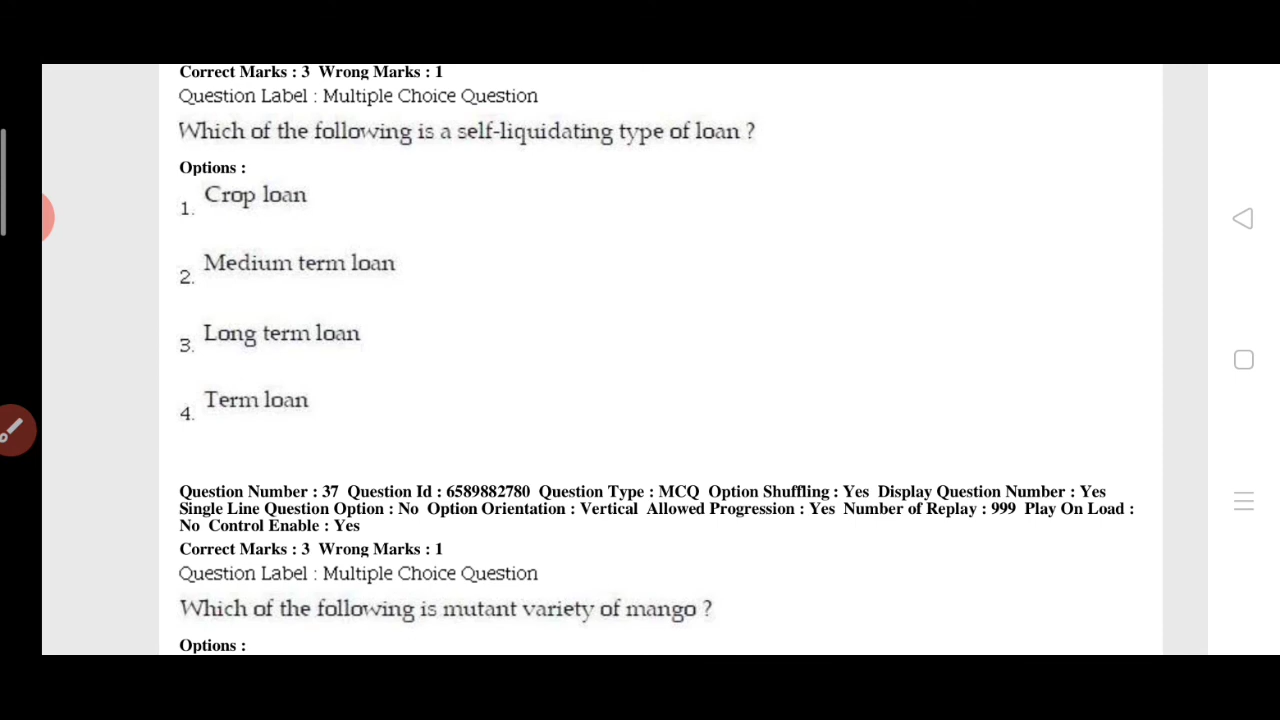 Correct Marks : 3 Wrong Marks : 1
Question Label : Multiple Choice Question
Which of the following is a self-liquidating type of loan ?
Options :
1. Crop loan
2. Medium term loan
3. Long term loan
4. Term loan
Question Number : 37 Question Id : 6589882780 Question Type : MCQ Option Shuffling : Yes Display Question Number : Yes
Single Line Question Option : No Option Orientation : Vertical Allowed Progression : Yes Number of Replay : 999 Play On Load :
No Control Enable : Yes
Correct Marks : 3 Wrong Marks : 1
Question Label : Multiple Choice Question
Which of the following is mutant variety of mango ?
Options :